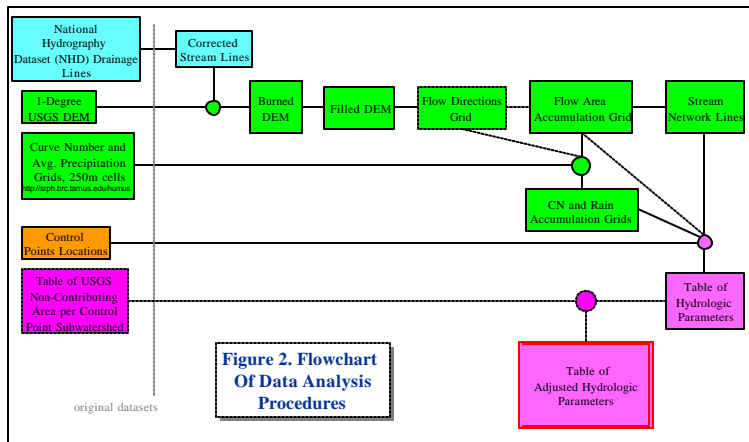 National
Hydrography
Dataset (NHD) Drainage
Lines
Corrected
Stream Lines
1-Degree
USGS DEM
Burned
DEM
Filled DEM
Flow Directions
Grid
Flow Area
Accumulation Grid
Stream
Network Lines
Curve Number and
Avg. Precipitation
Grids, 250m cells
http://srph.brc.tamus.edu/humus
CN and Rain
Accumulation Grids
Control
Points Locations
Table of USGS
Non-Contributing
Area per Control
Point Subwatershed
Table of
Hydrologic
Parameters
Figure 2. Flowchart
Of Data Analysis
Procedures
Table of
Adjusted Hydrologic
Parameters
original datasets